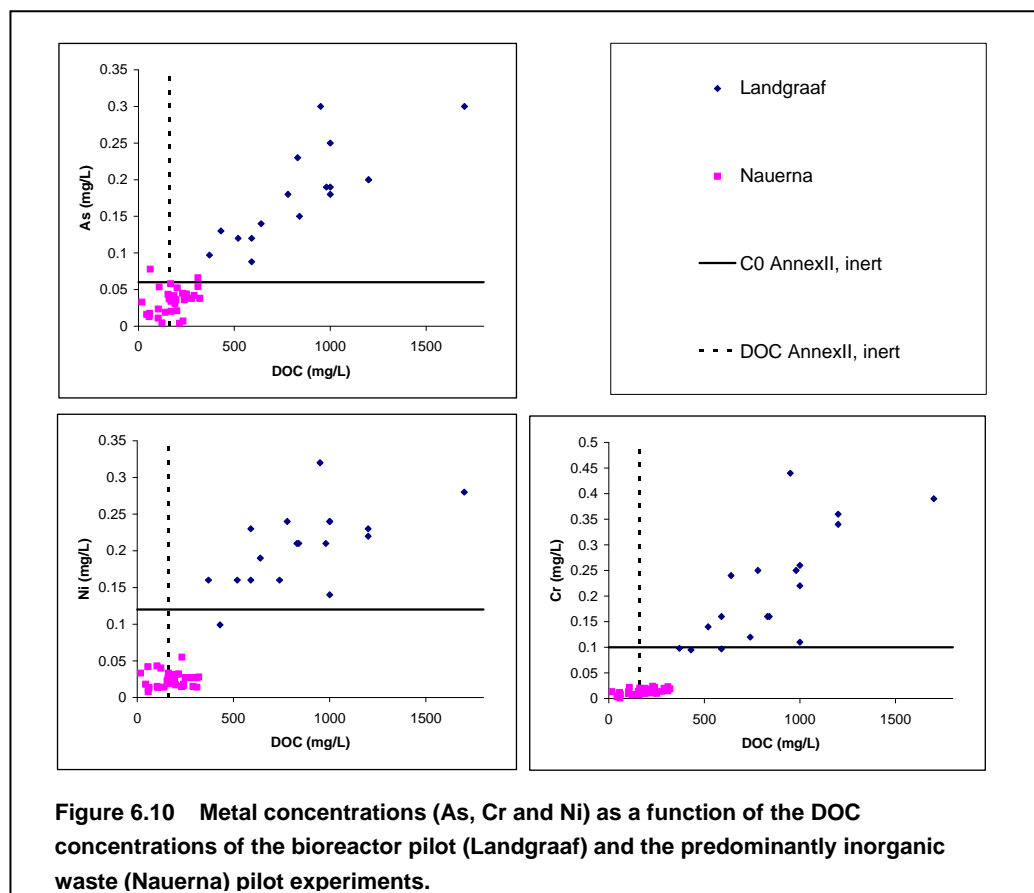 0.35
0.3
0.25
0.2
0.15
0.1
0.05
0
As (mg/L)
0 500 1000 1500
DOC (mg/L)
Landgraaf
Nauerna
C0 AnnexII, inert
DOC AnnexII, inert
0.35
0.3
0.25
0.2
0.15
0.1
0.05
0
Ni (mg/L)
0 500 1000 1500
DOC (mg/L)
0.5
0.45
0.4
0.35
0.3
0.25
0.2
0.15
0.1
0.05
0
Cr (mg/L)
0 500 1000 1500
DOC (mg/L)
Figure 6.10 Metal concentrations (As, Cr and Ni) as a function of the DOC
concentrations of the bioreactor pilot (Landgraaf) and the predominantly inorganic
waste (Nauerna) pilot experiments.